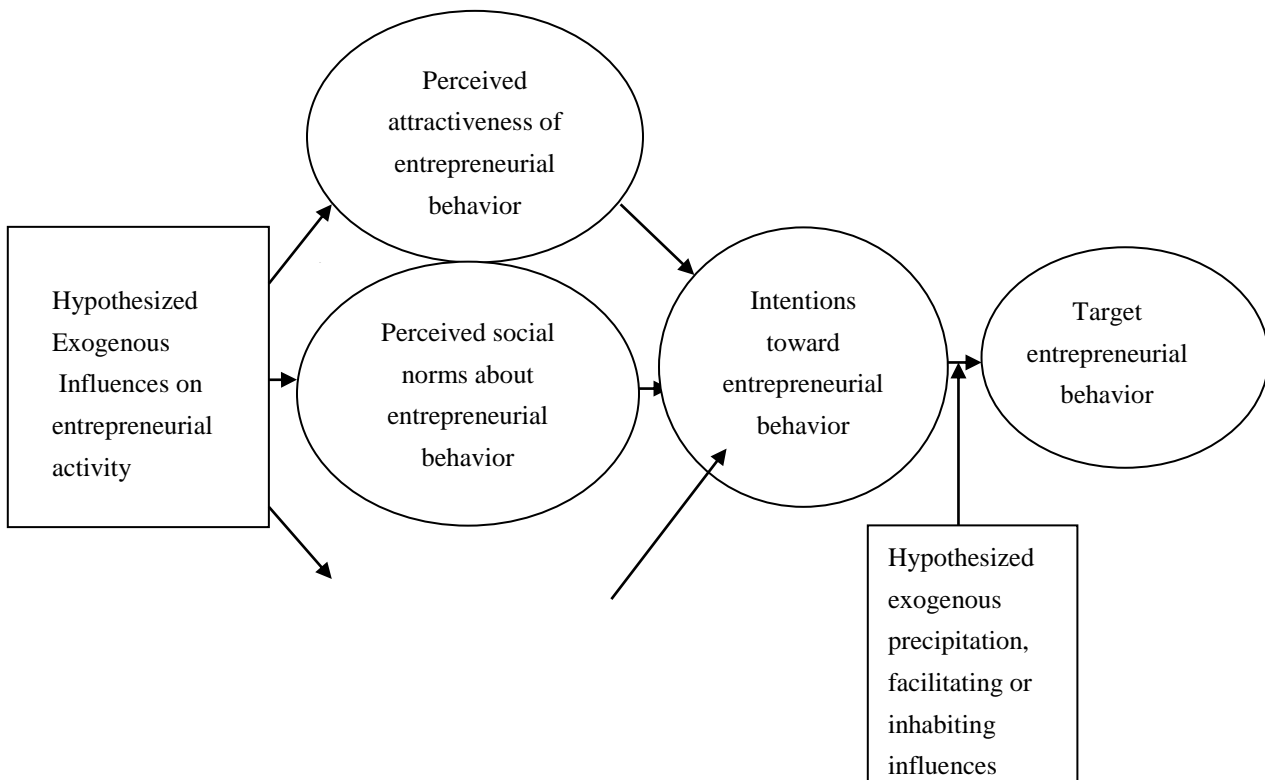 Perceived
attractiveness of
entrepreneurial
behavior
Hypothesized
Exogenous
Influences on
entrepreneurial
activity
Perceived social
norms about
entrepreneurial
behavior
Intentions
toward
entrepreneurial
behavior
Target
entrepreneurial
behavior
Hypothesized
exogenous
precipitation,
facilitating or
inhabiting
influences